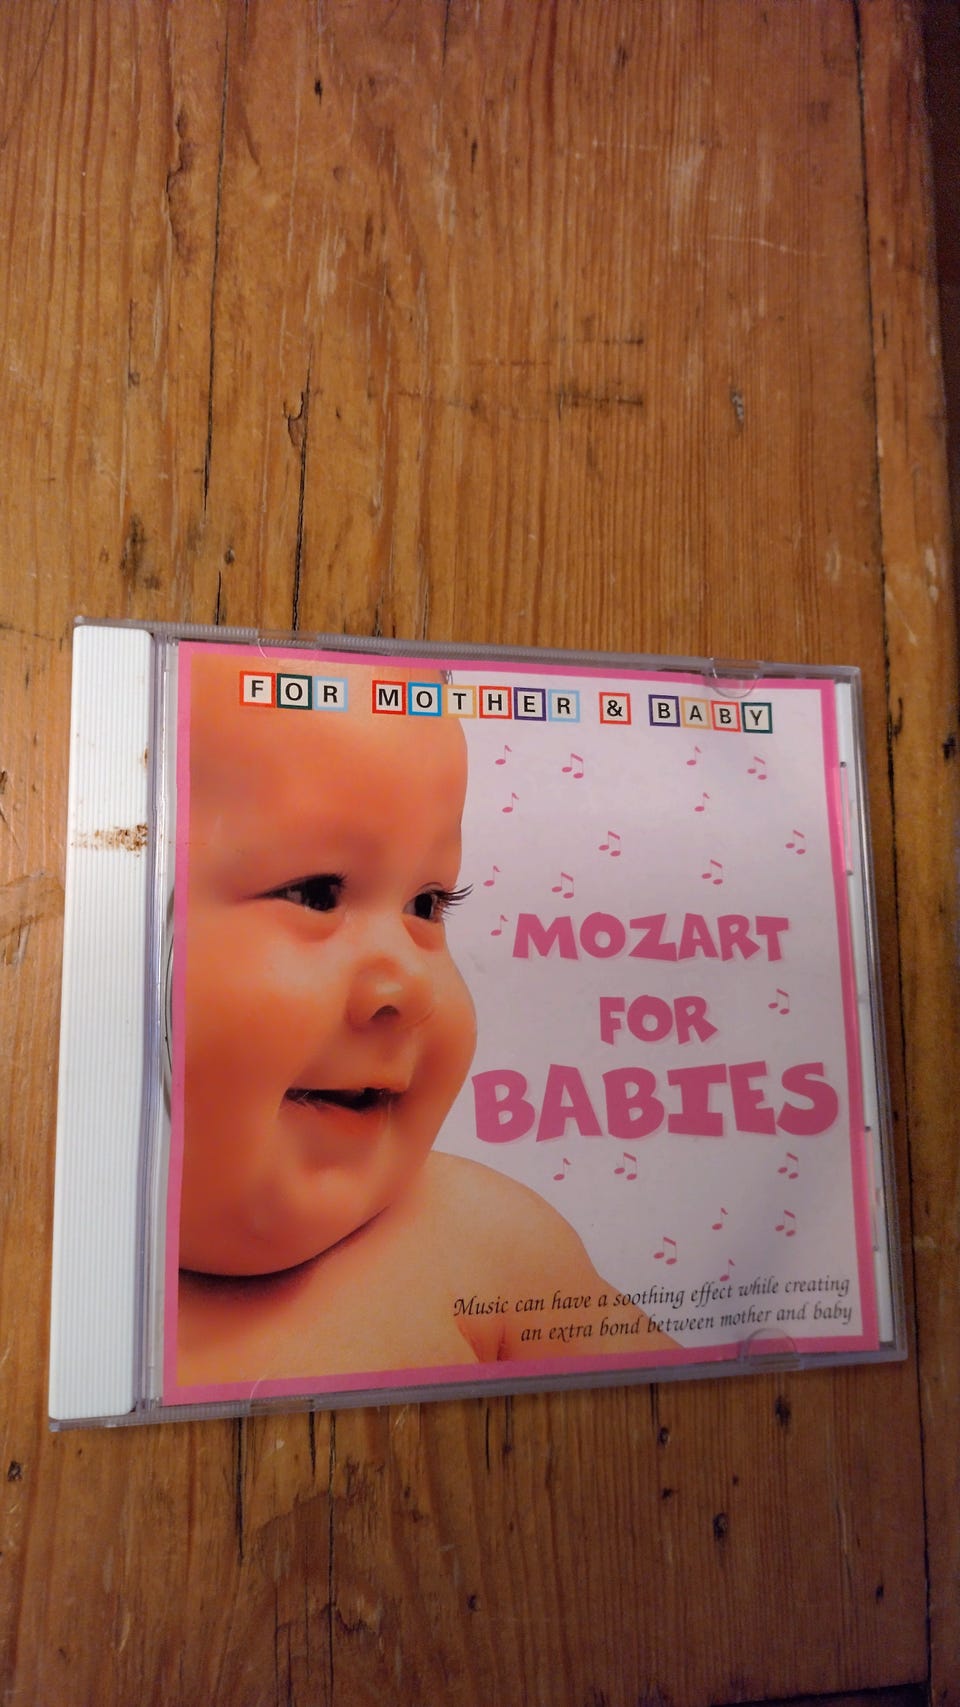 FOR MOTHER & BABY
MOZART
FOR
BABIES
Music can have a soothing effect while creating
an extra bond between mother and baby